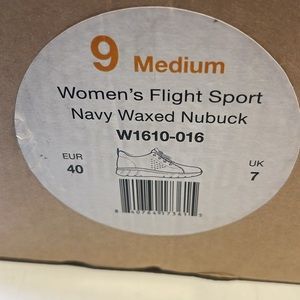 9 Medium
Women's Flight Sport
Navy Waxed Nubuck
W1610-016
EUR
40
UK
7